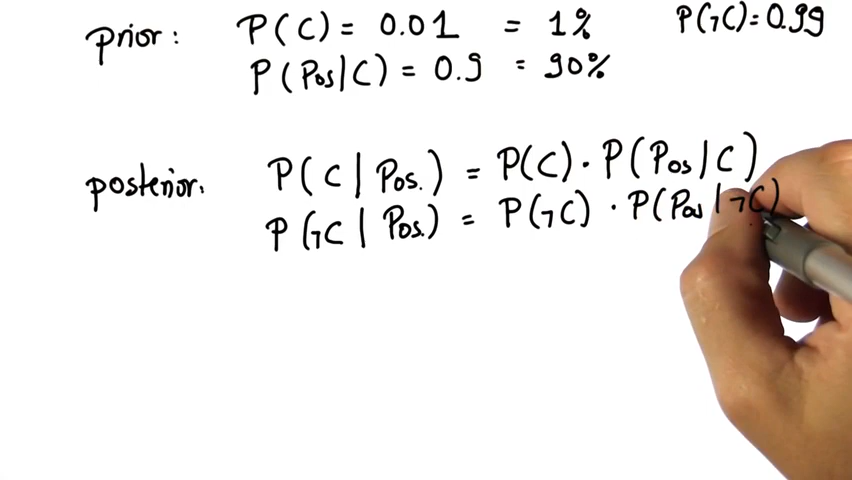 prior: P(C) = 0.01 = 1% P(¬C) = 0.99
P(Pos|C) = 0.9 = 90%
posterior: P(C|Pos.) = P(C) · P(Pos|C)
P(¬C|Pos.) = P(¬C) · P(Pos|¬C)